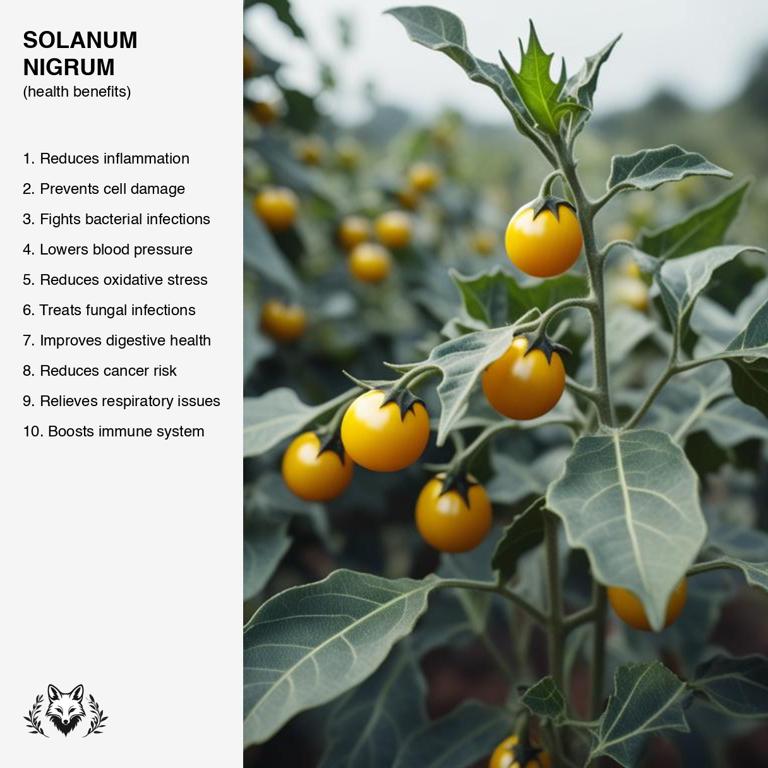 SOLANUM
NIGRUM
(health benefits)
1. Reduces inflammation
2. Prevents cell damage
3. Fights bacterial infections
4. Lowers blood pressure
5. Reduces oxidative stress
6. Treats fungal infections
7. Improves digestive health
8. Reduces cancer risk
9. Relieves respiratory issues
10. Boosts immune system